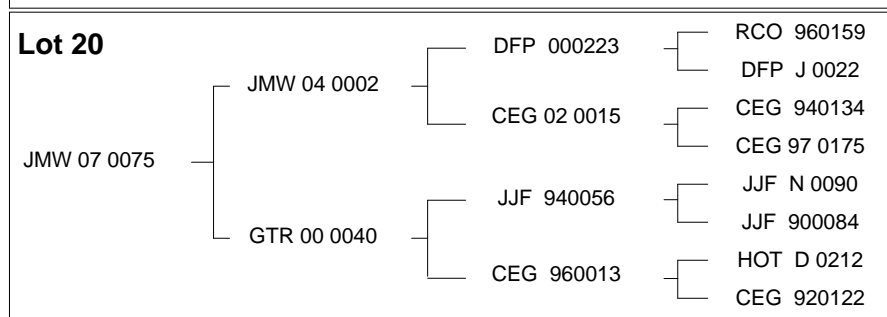 Lot 20
RCO 960159
DFP 000223
DFP J 0022
JMW 04 0002
CEG 940134
CEG 02 0015
CEG 97 0175
JMW 07 0075
JJF N 0090
JJF 940056
JJF 900084
GTR 00 0040
HOT D 0212
CEG 960013
CEG 920122